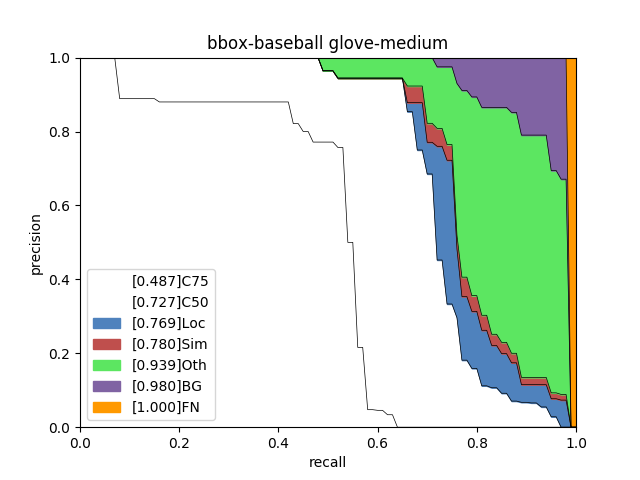 bbox-baseball glove-medium
1.0
0.8
0.6
0.4
0.2
0.0
precision
[0.487]C75
[0.727]C50
[0.769]Loc
[0.780]Sim
[0.939]Oth
[0.980]BG
[1.000]FN
0.0 0.2 0.4 0.6 0.8 1.0
recall